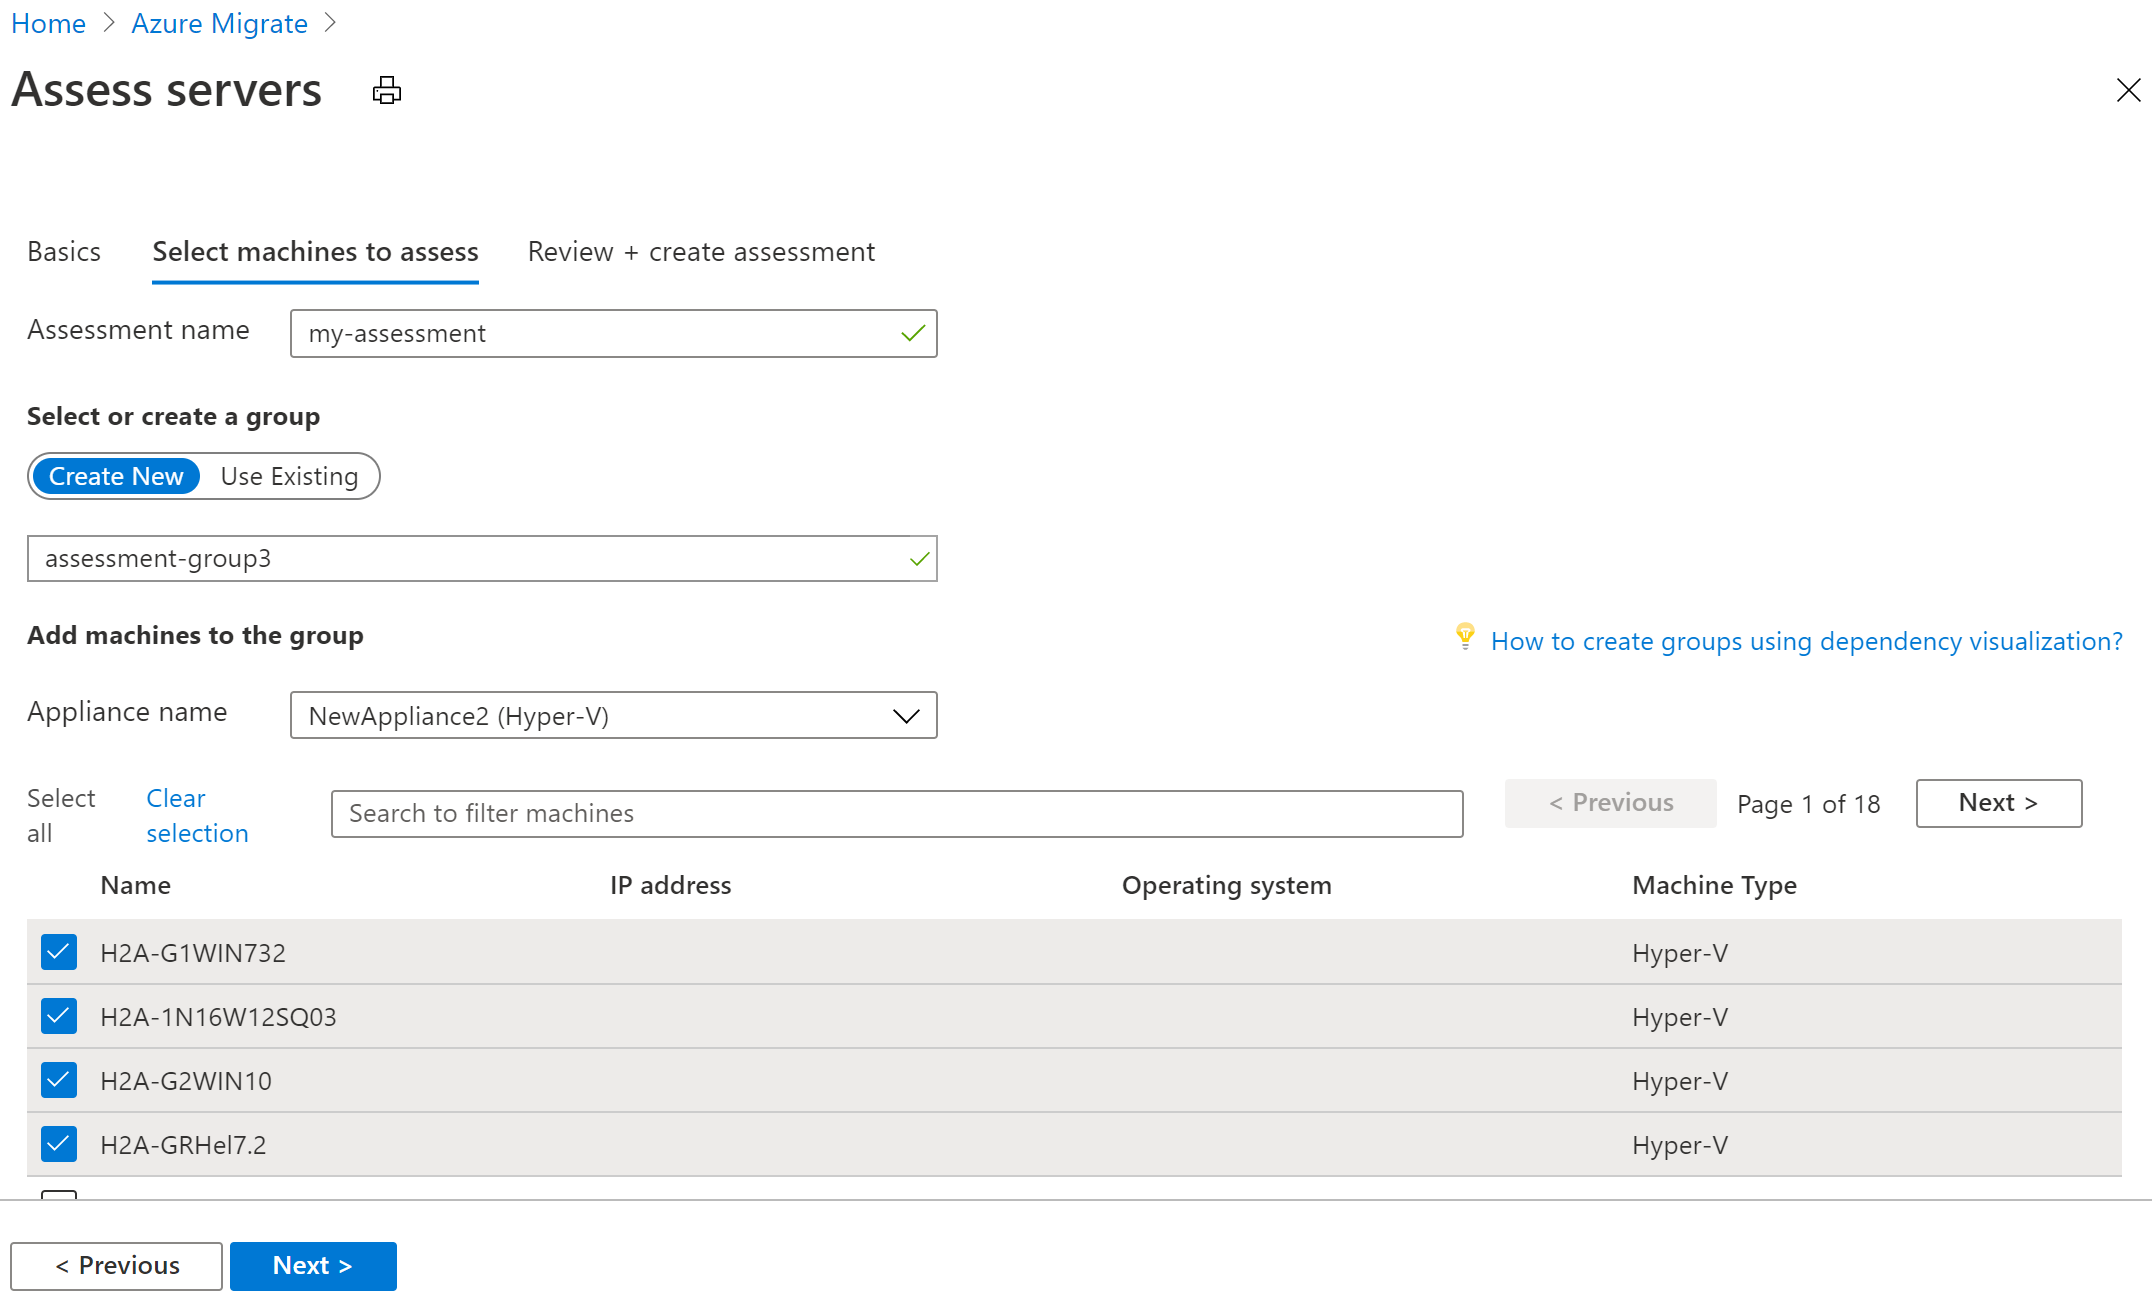 Home > Azure Migrate >
Assess servers
Basics Select machines to assess Review + create assessment
Assessment name my-assessment
Select or create a group
Create New Use Existing
assessment-group3
Add machines to the group
How to create groups using dependency visualization?
Appliance name NewAppliance2 (Hyper-V)
Select all Clear selection Search to filter machines < Previous Page 1 of 18 Next >
Name IP address Operating system Machine Type
H2A-G1WIN732 Hyper-V
H2A-1N16W12SQ03 Hyper-V
H2A-G2WIN10 Hyper-V
H2A-GRHel7.2 Hyper-V
< Previous Next >